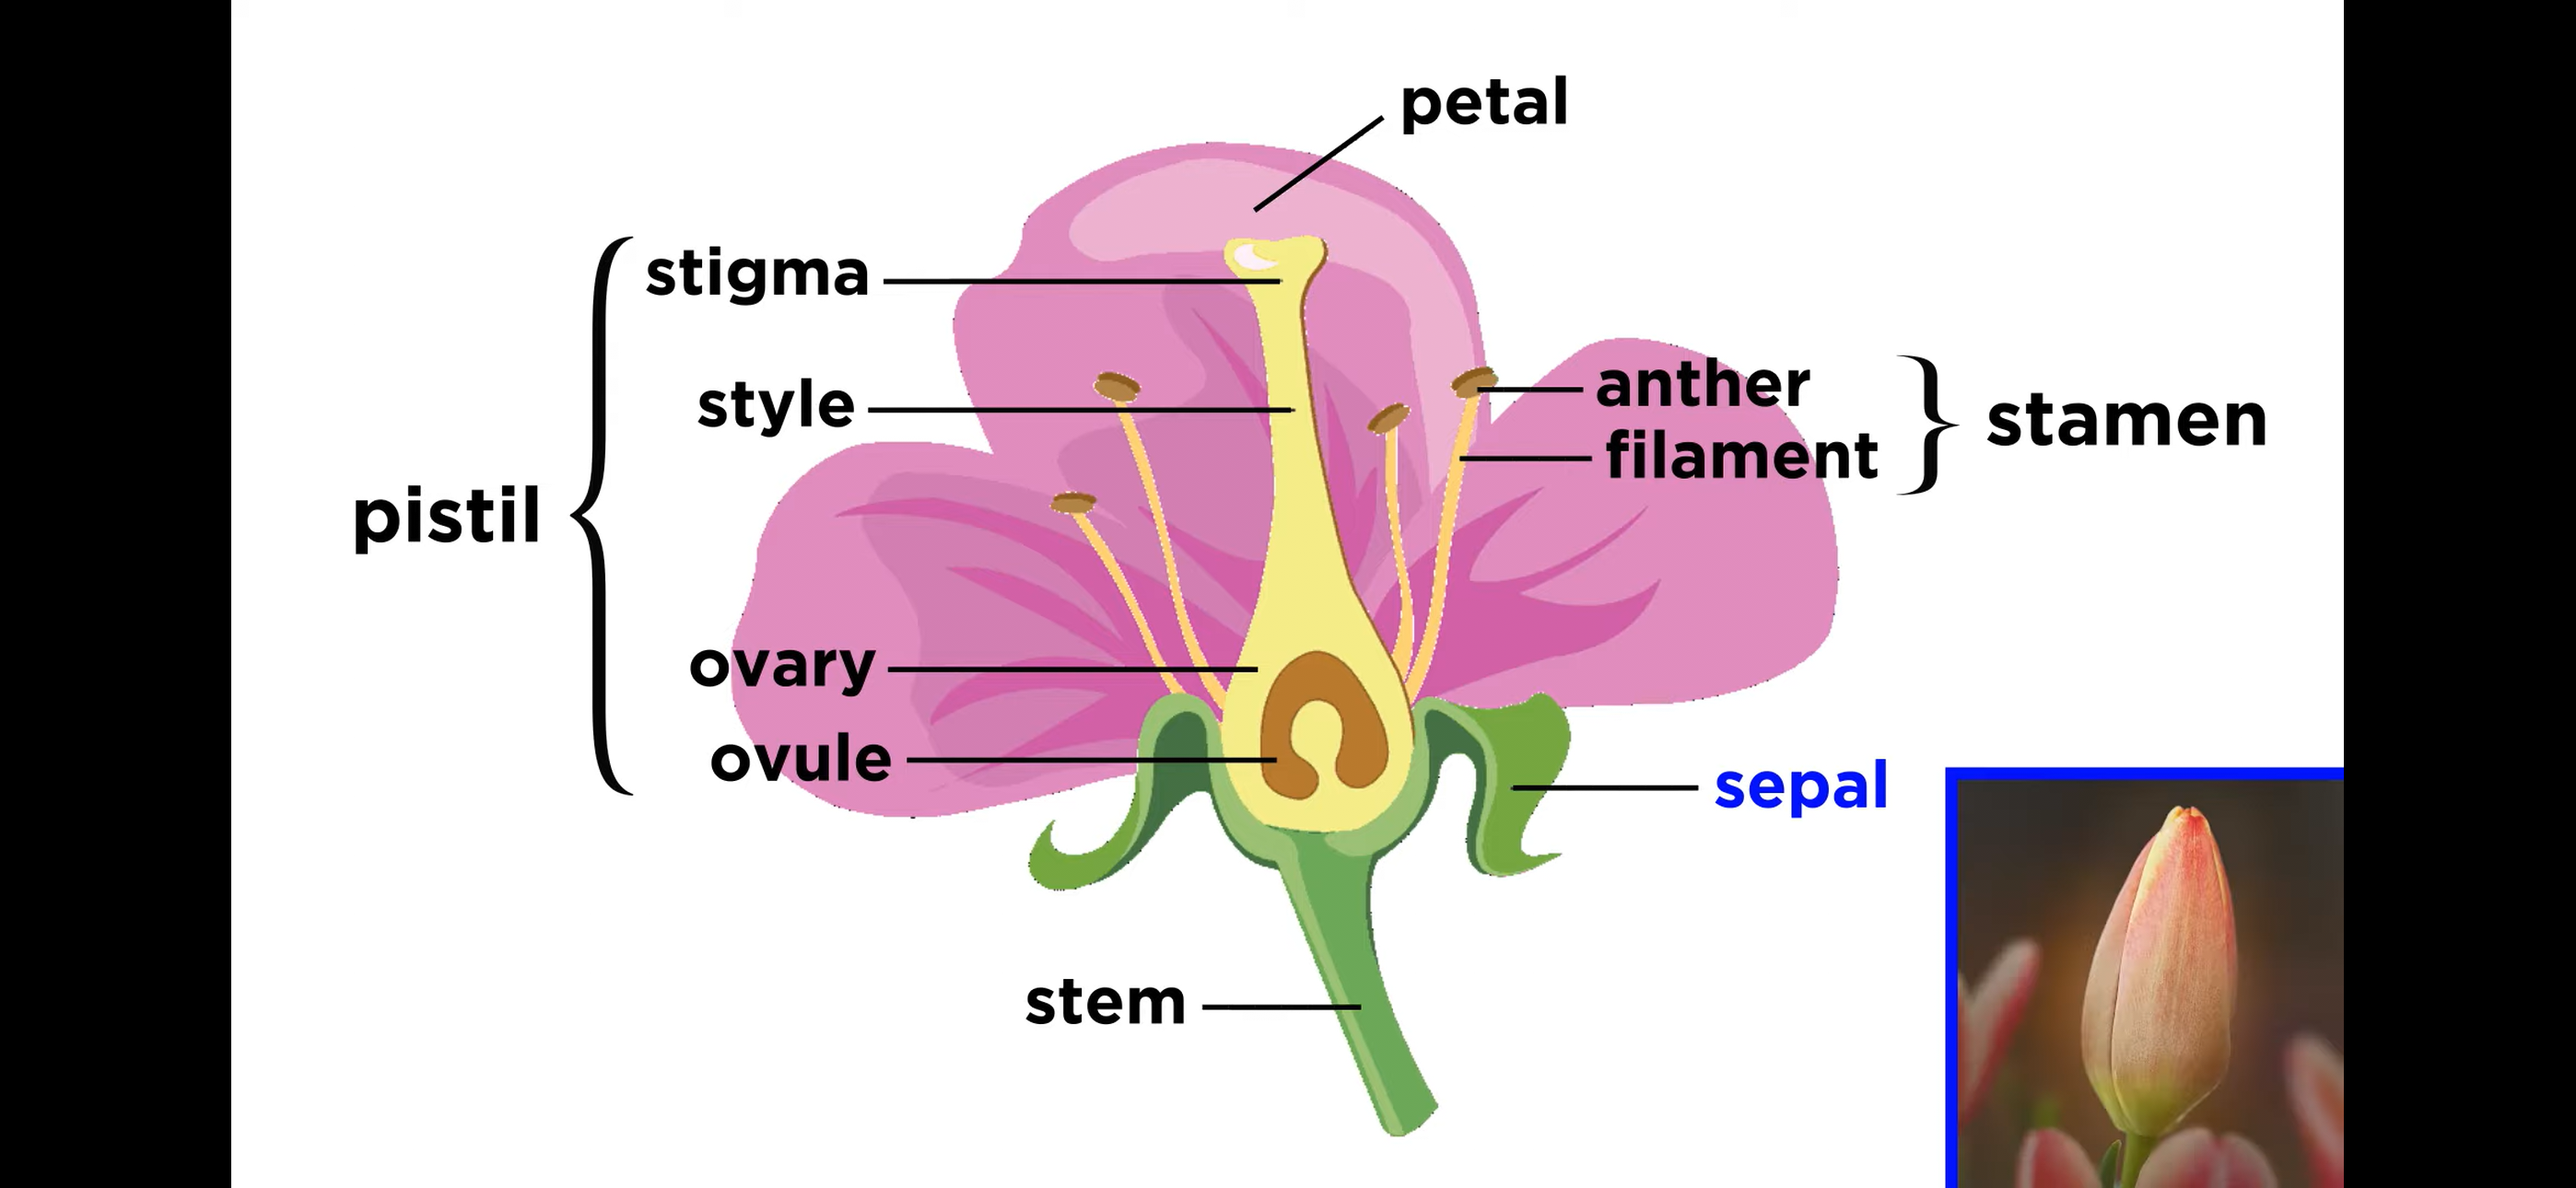 petal
stigma
style
anther
filament
stamen
pistil
ovary
ovule
sepal
stem